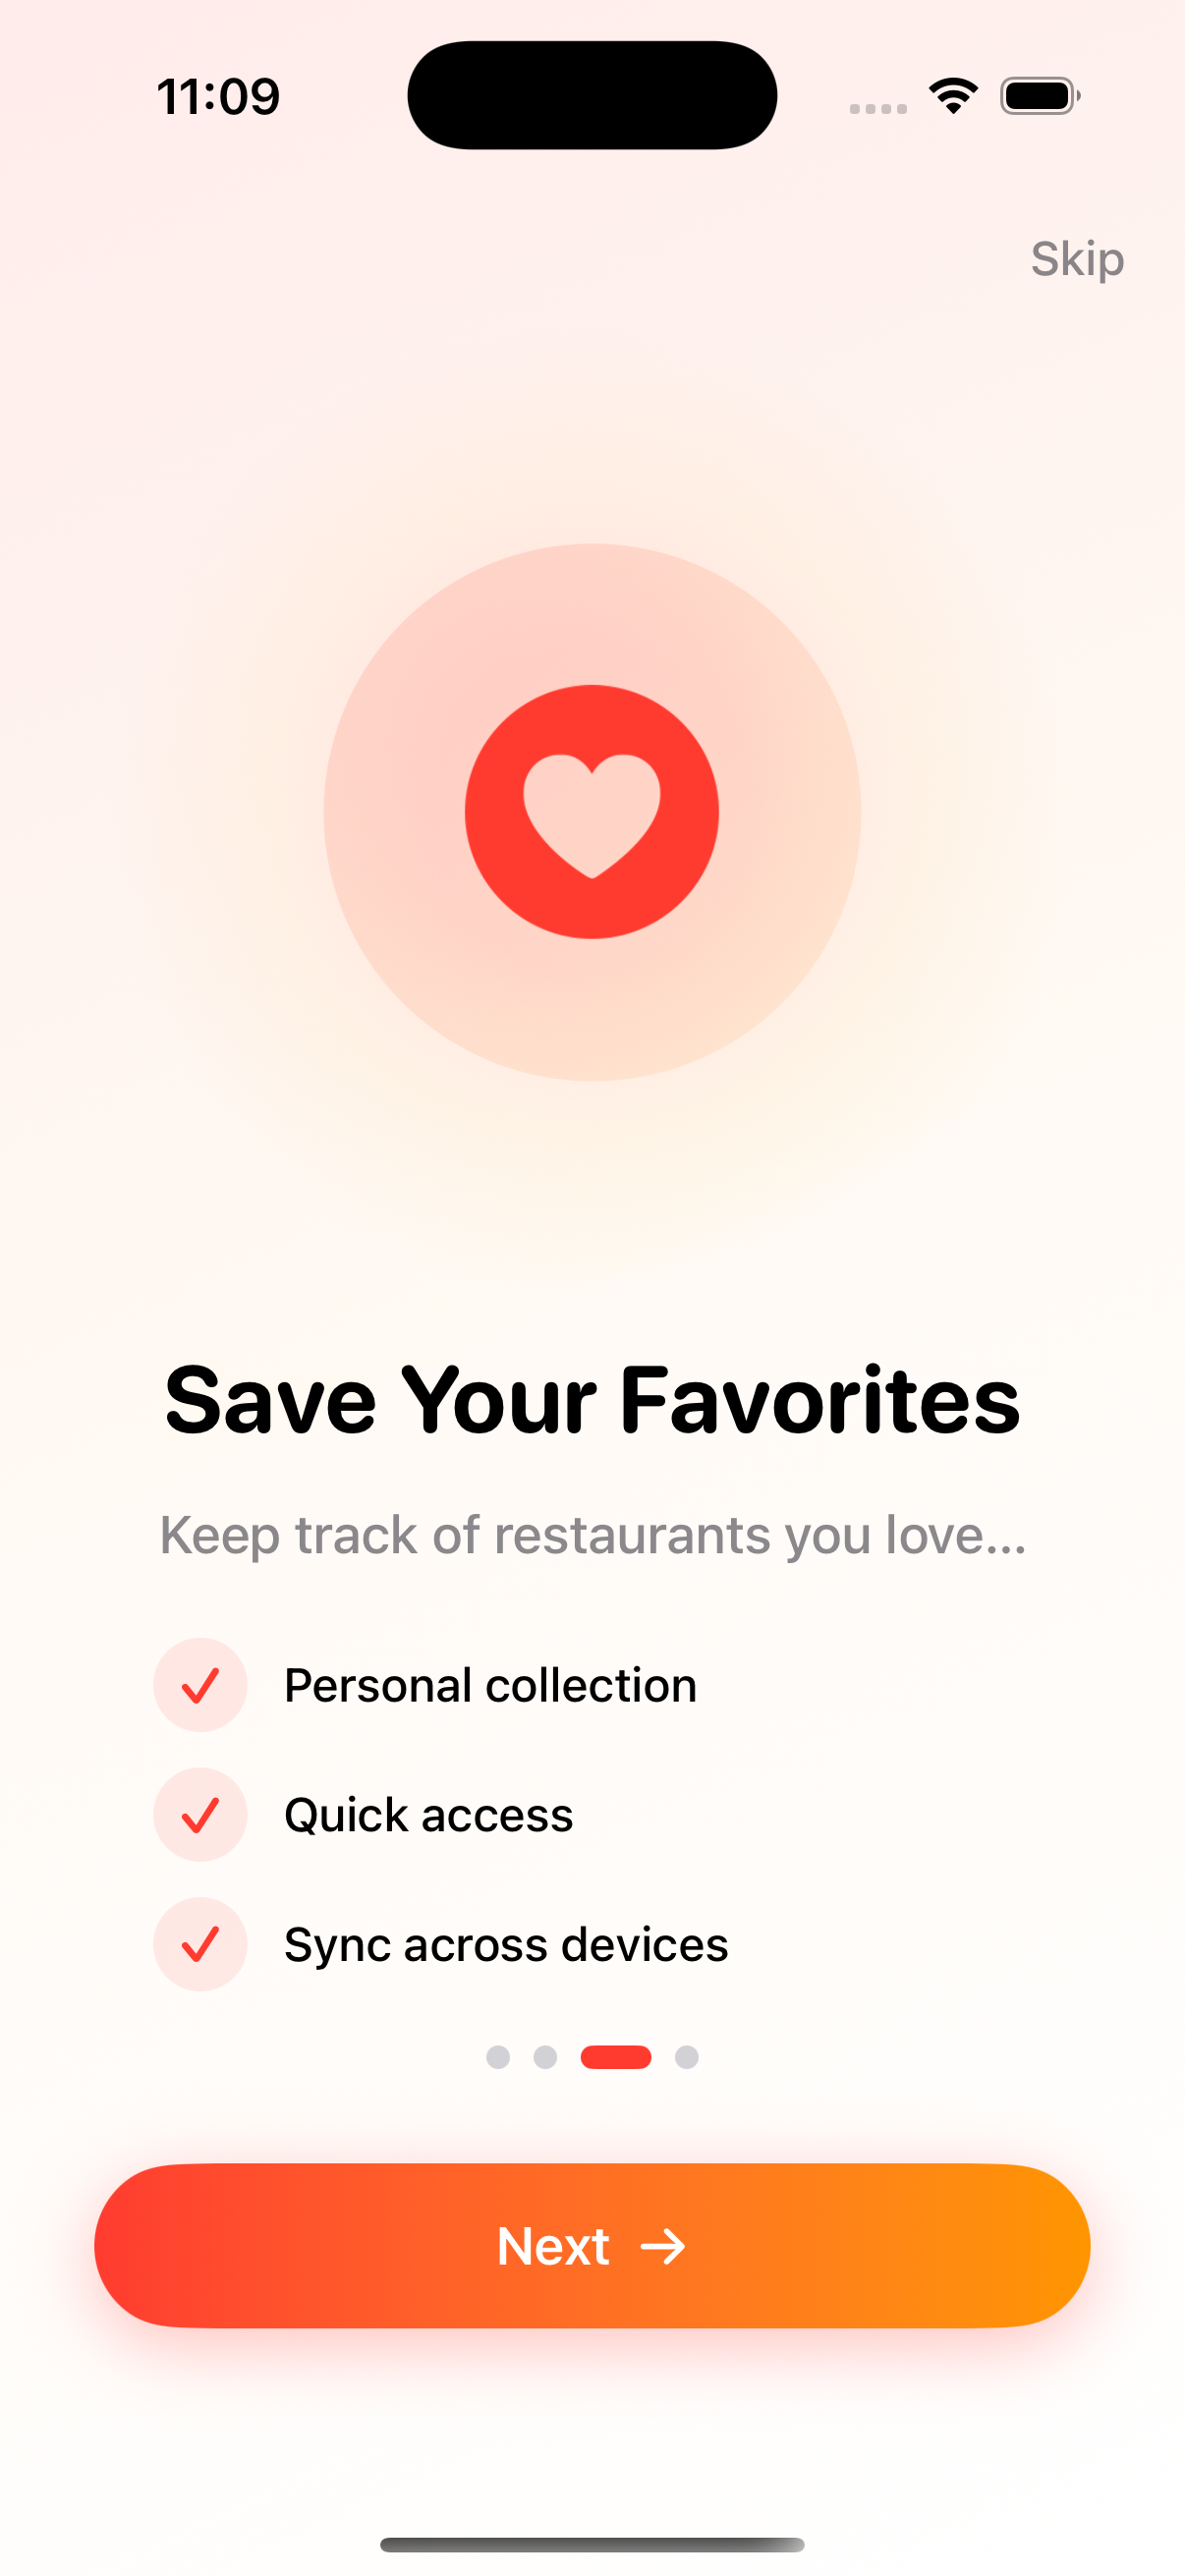 11:09
Skip
Save Your Favorites
Keep track of restaurants you love...
Personal collection
Quick access
Sync across devices
Next →